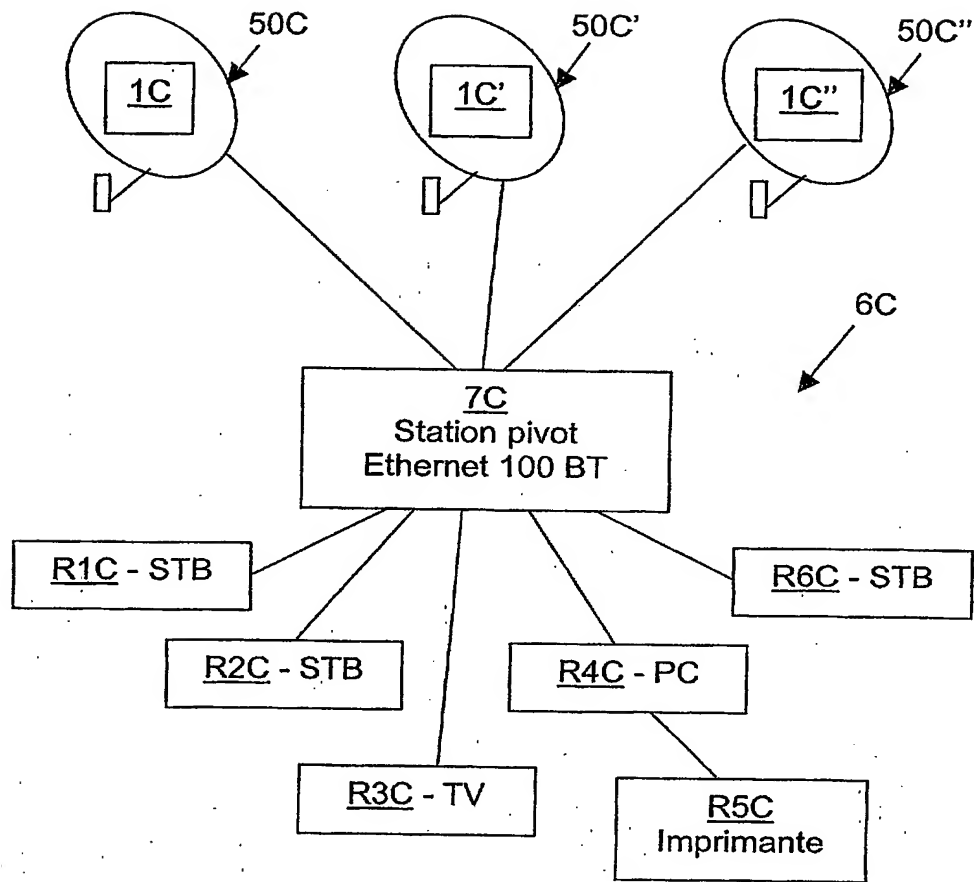 50C
50C'
50C"
1C
1C'
1C"
6C
7C
Station pivot
Ethernet 100 BT
R1C - STB
R6C - STB
R2C - STB
R4C - PC
R3C - TV
R5C
Imprimante